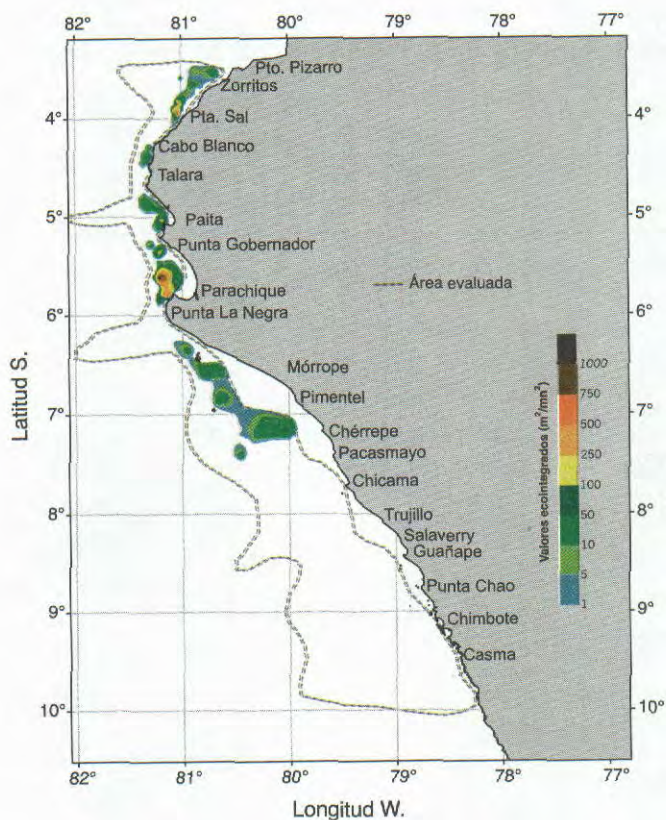 82° 81° 80° 79° 78° 77°
Pto. Pizarro
Zorritos
4° Pta. Sal 4°
Cabo Blanco
Talara
5° Paita 5°
Punta Gobernador
Área evaluada
Parachique
6° Punta La Negra 6°
Mórrope
Pimentel
7° Chérrepe 7°
Pacasmayo
Chicama
8° Trujillo 8°
Salaverry
Guañape
Punta Chao
9° Chimbote 9°
Casma
10° 10°
82° 81° 80° 79° 78° 77°
Longitud W.
Latitud S.
Valores ecointegrados (m²/mn²)
1000
750
500
250
100
50
10
5
1